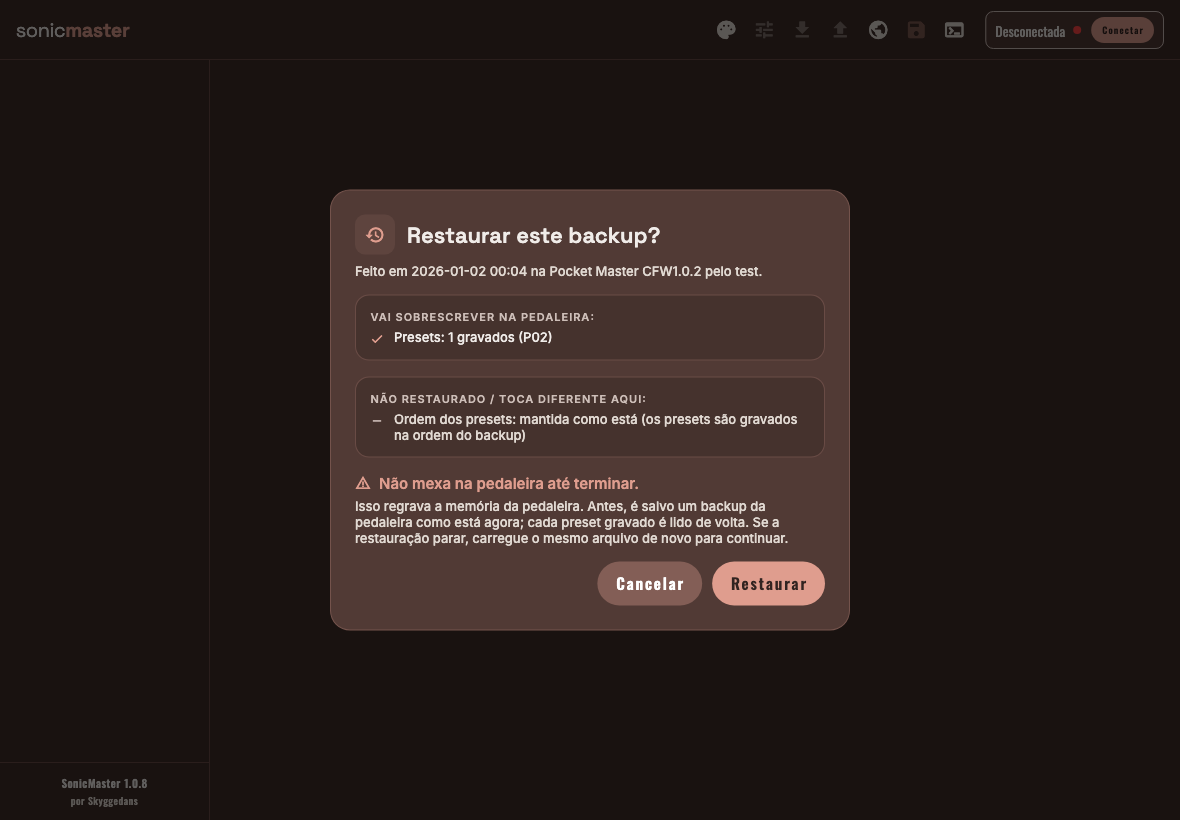 sonicmaster
Desconectada
Conectar
Restaurar este backup?
Feito em 2026-01-02 00:04 na Pocket Master CFW1.0.2 pelo test.
VAI SOBRESCREVER NA PEDALEIRA:
Presets: 1 gravados (P02)
NÃO RESTAURADO / TOCA DIFERENTE AQUI:
Ordem dos presets: mantida como está (os presets são gravados
na ordem do backup)
Não mexa na pedaleira até terminar.
Isso regrava a memória da pedaleira. Antes, é salvo um backup da
pedaleira como está agora; cada preset gravado é lido de volta. Se a
restauração parar, carregue o mesmo arquivo de novo para continuar.
Cancelar
Restaurar
SonicMaster 1.0.8
por Skyggedans